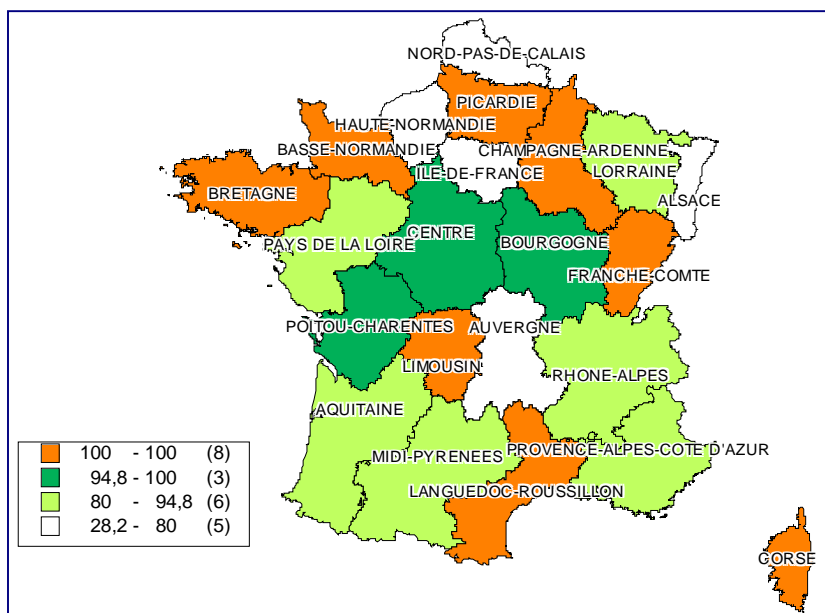 NORD-PAS-DE-CALAIS
PICARDIE
HAUTE-NORMANDIE
BASSE-NORMANDIE
CHAMPAGNE-ARDENNE
LORRAINE
ILE-DE-FRANCE
ALSACE
BRETAGNE
PAYS DE LA LOIRE
CENTRE
BOURGOGNE
FRANCHE-COMTE
POITOU-CHARENTES
AUVERGNE
LIMOUSIN
RHONE-ALPES
AQUITAINE
MIDI-PYRENEES
PROVENCE-ALPES-COTE D'AZUR
LANGUEDOC-ROUSSILLON
CORSE
100 - 100 (8)
94,8 - 100 (3)
80 - 94,8 (6)
28,2 - 80 (5)